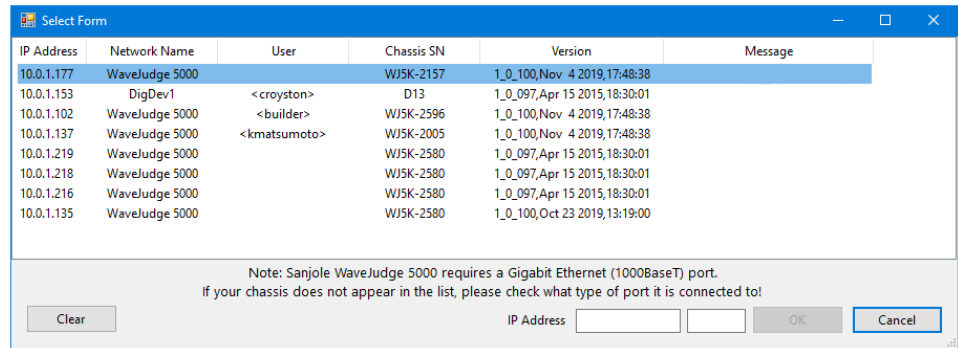 Select Form
IP Address Network Name User Chassis SN Version Message
10.0.1.177 WaveJudge 5000 WJ5K-2157 1_0_100,Nov 4 2019,17:48:38
10.0.1.153 DigDev1 <croyston> D13 1_0_097,Apr 15 2015,18:30:01
10.0.1.102 WaveJudge 5000 <builder> WJ5K-2596 1_0_100,Nov 4 2019,17:48:38
10.0.1.137 WaveJudge 5000 <kmatsumoto> WJ5K-2005 1_0_100,Nov 4 2019,17:48:38
10.0.1.219 WaveJudge 5000 WJ5K-2580 1_0_097,Apr 15 2015,18:30:01
10.0.1.218 WaveJudge 5000 WJ5K-2580 1_0_097,Apr 15 2015,18:30:01
10.0.1.216 WaveJudge 5000 WJ5K-2580 1_0_097,Apr 15 2015,18:30:01
10.0.1.135 WaveJudge 5000 WJ5K-2580 1_0_100,Oct 23 2019,13:19:00
Note: Sanjole WaveJudge 5000 requires a Gigabit Ethernet (1000BaseT) port.
If your chassis does not appear in the list, please check what type of port it is connected to!
Clear IP Address OK Cancel